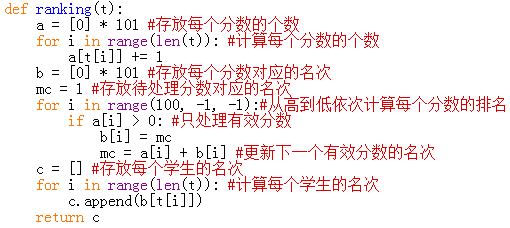 def ranking(t):
    a = [0] * 101 #存放每个分数的个数
    for i in range(len(t)): #计算每个分数的个数
        a[t[i]] += 1
    b = [0] * 101 #存放每个分数对应的名次
    mc = 1 #存放待处理分数对应的名次
    for i in range(100, -1, -1):#从高到低依次计算每个分数的排名
        if a[i] > 0: #只处理有效分数
            b[i] = mc
            mc = a[i] + b[i] #更新下一个有效分数的名次
    c = [] #存放每个学生的名次
    for i in range(len(t)): #计算每个学生的名次
        c.append(b[t[i]])
    return c